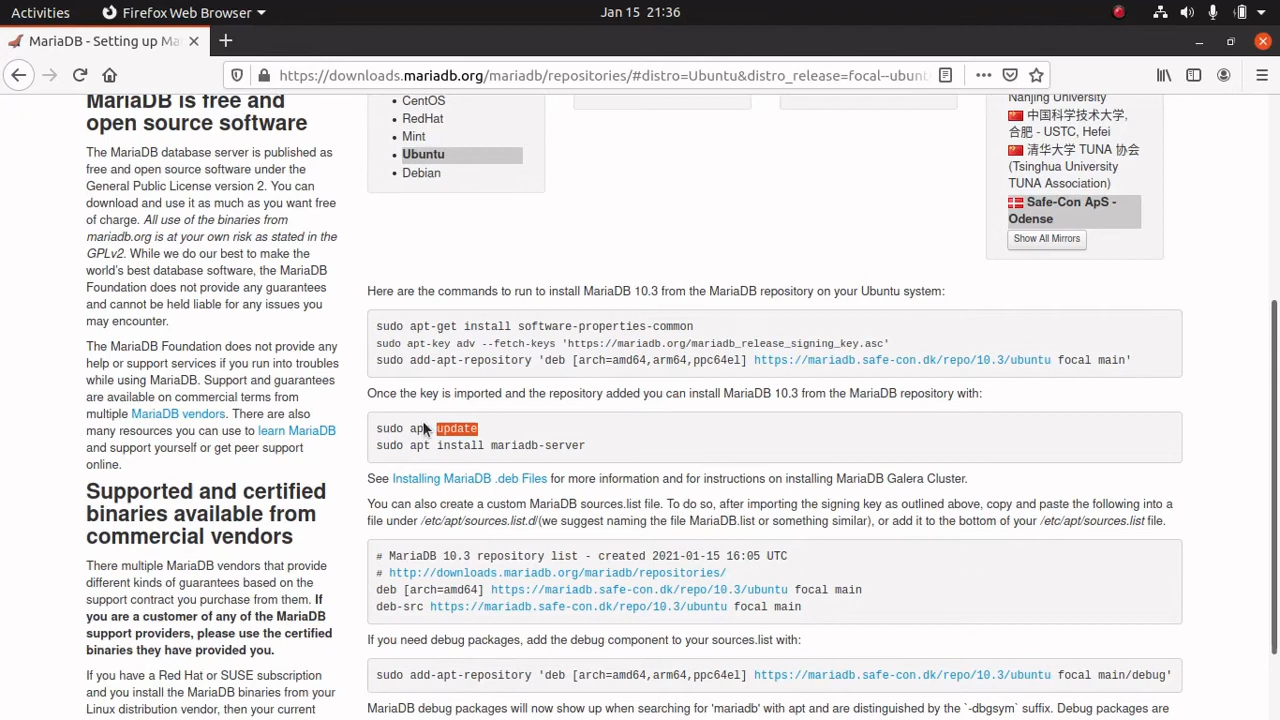 Activities
Firefox Web Browser
Jan 15 21:36
MariaDB - Setting up Ma
https://downloads.mariadb.org/mariadb/repositories/#distro=Ubuntu&distro_release=focal--ubunt
MariaDB is free and
open source software
The MariaDB database server is published as
free and open source software under the
General Public License version 2. You can
download and use it as much as you want free
of charge. All use of the binaries from
mariadb.org is at your own risk as stated in the
GPLv2. While we do our best to make the
world's best database software, the MariaDB
Foundation does not provide any guarantees
and cannot be held liable for any issues you
may encounter.
The MariaDB Foundation does not provide any
help or support services if you run into troubles
while using MariaDB. Support and guarantees
are available on commercial terms from
multiple MariaDB vendors. There are also
many resources you can use to learn MariaDB
and support yourself or get peer support
online.
Supported and certified
binaries available from
commercial vendors
There multiple MariaDB vendors that provide
different kinds of guarantees based on the
support contract you purchase from them. If
you are a customer of any of the MariaDB
support providers, please use the certified
binaries they have provided you.
If you have a Red Hat or SUSE subscription
and you install the MariaDB binaries from your
Linux distribution vendor, then your current
CentOS
RedHat
Mint
Ubuntu
Debian
Nanjing University
中国科学技术大学,
合肥 - USTC, Hefei
清华大学 TUNA 协会
(Tsinghua University
TUNA Association)
Safe-Con ApS -
Odense
Show All Mirrors
Here are the commands to run to install MariaDB 10.3 from the MariaDB repository on your Ubuntu system:
sudo apt-get install software-properties-common
sudo apt-key adv --fetch-keys 'https://mariadb.org/mariadb_release_signing_key.asc'
sudo add-apt-repository 'deb [arch=amd64,arm64,ppc64el] https://mariadb.safe-con.dk/repo/10.3/ubuntu focal main'
Once the key is imported and the repository added you can install MariaDB 10.3 from the MariaDB repository with:
sudo apt update
sudo apt install mariadb-server
See Installing MariaDB .deb Files for more information and for instructions on installing MariaDB Galera Cluster.
You can also create a custom MariaDB sources.list file. To do so, after importing the signing key as outlined above, copy and paste the following into a
file under /etc/apt/sources.list.d/(we suggest naming the file MariaDB.list or something similar), or add it to the bottom of your /etc/apt/sources.list file.
# MariaDB 10.3 repository list - created 2021-01-15 16:05 UTC
# http://downloads.mariadb.org/mariadb/repositories/
deb [arch=amd64] https://mariadb.safe-con.dk/repo/10.3/ubuntu focal main
deb-src https://mariadb.safe-con.dk/repo/10.3/ubuntu focal main
If you need debug packages, add the debug component to your sources.list with:
sudo add-apt-repository 'deb [arch=amd64,arm64,ppc64el] https://mariadb.safe-con.dk/repo/10.3/ubuntu focal main/debug'
MariaDB debug packages will now show up when searching for 'mariadb' with apt and are distinguished by the `-dbgsym` suffix. Debug packages are